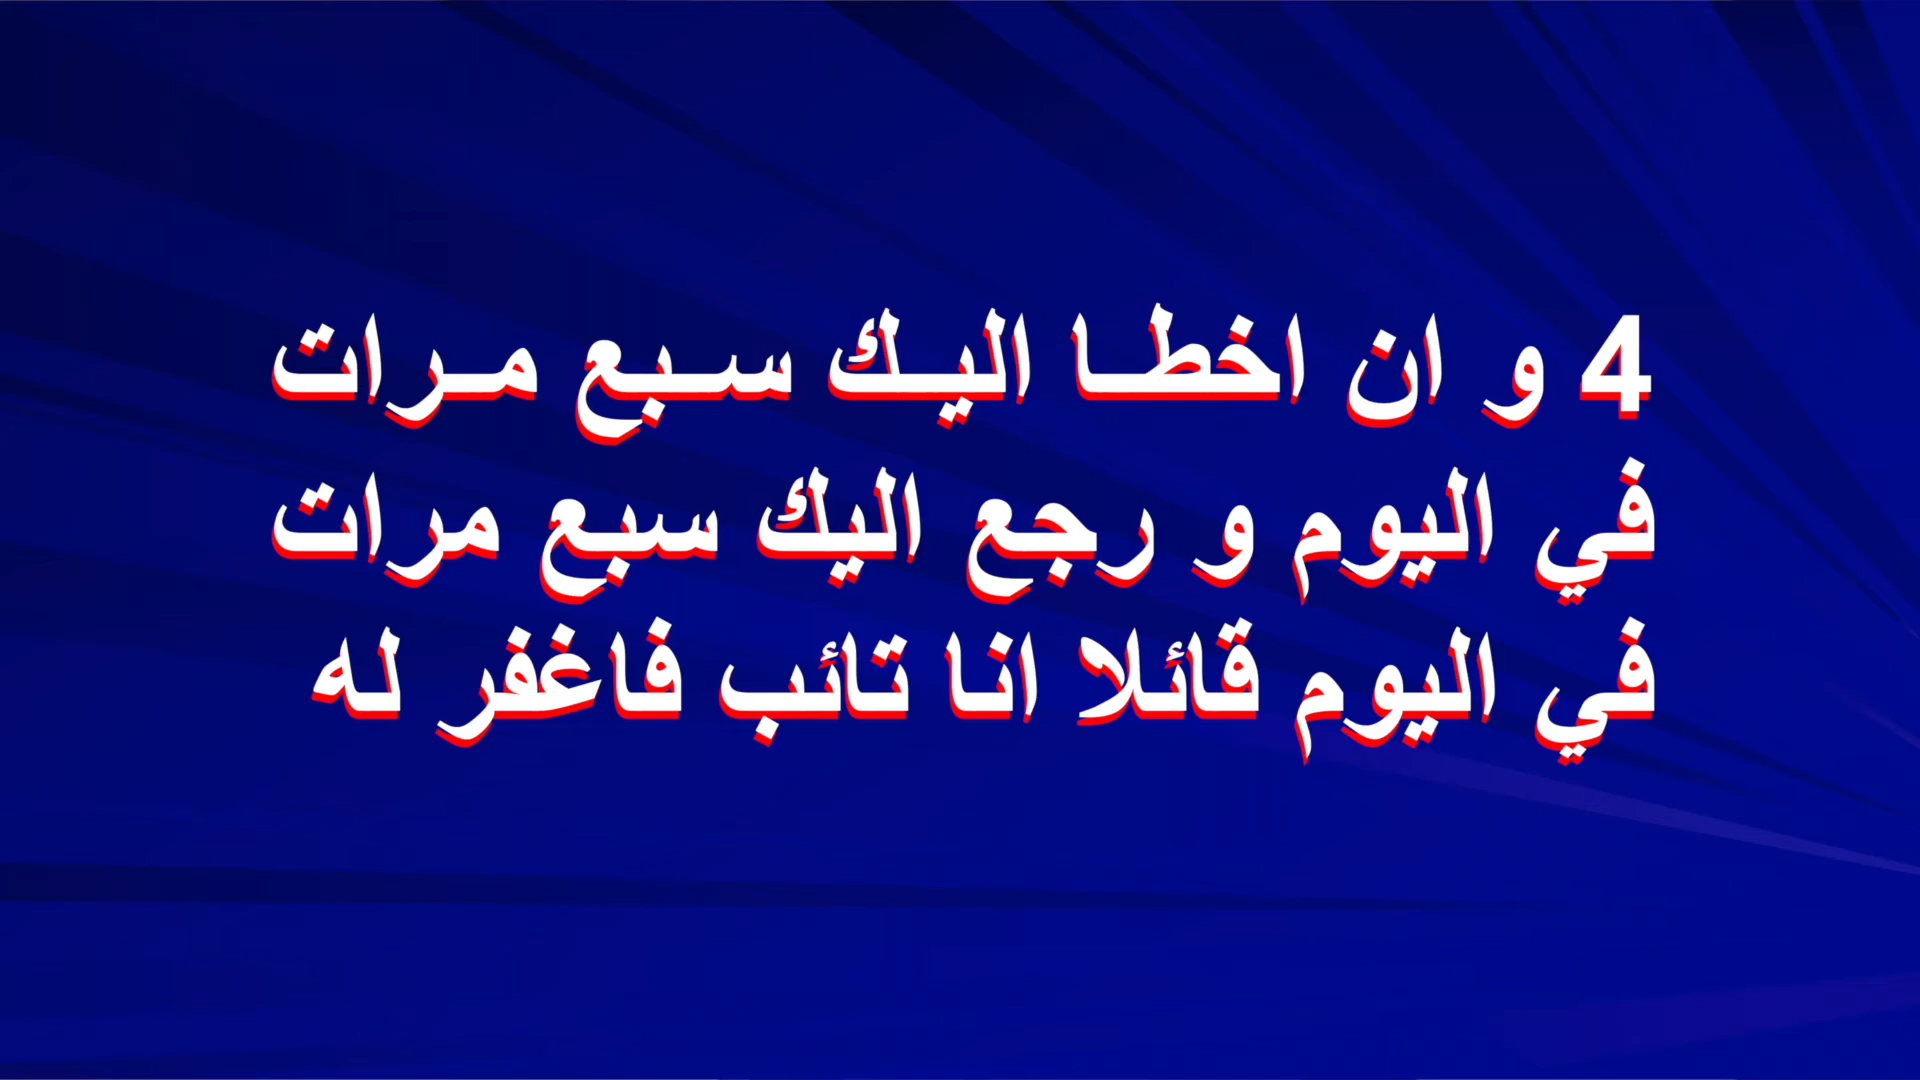 4 و ان اخطا اليك سبع مرات
في اليوم و رجع اليك سبع مرات
في اليوم قائلا انا تائب فاغفر له